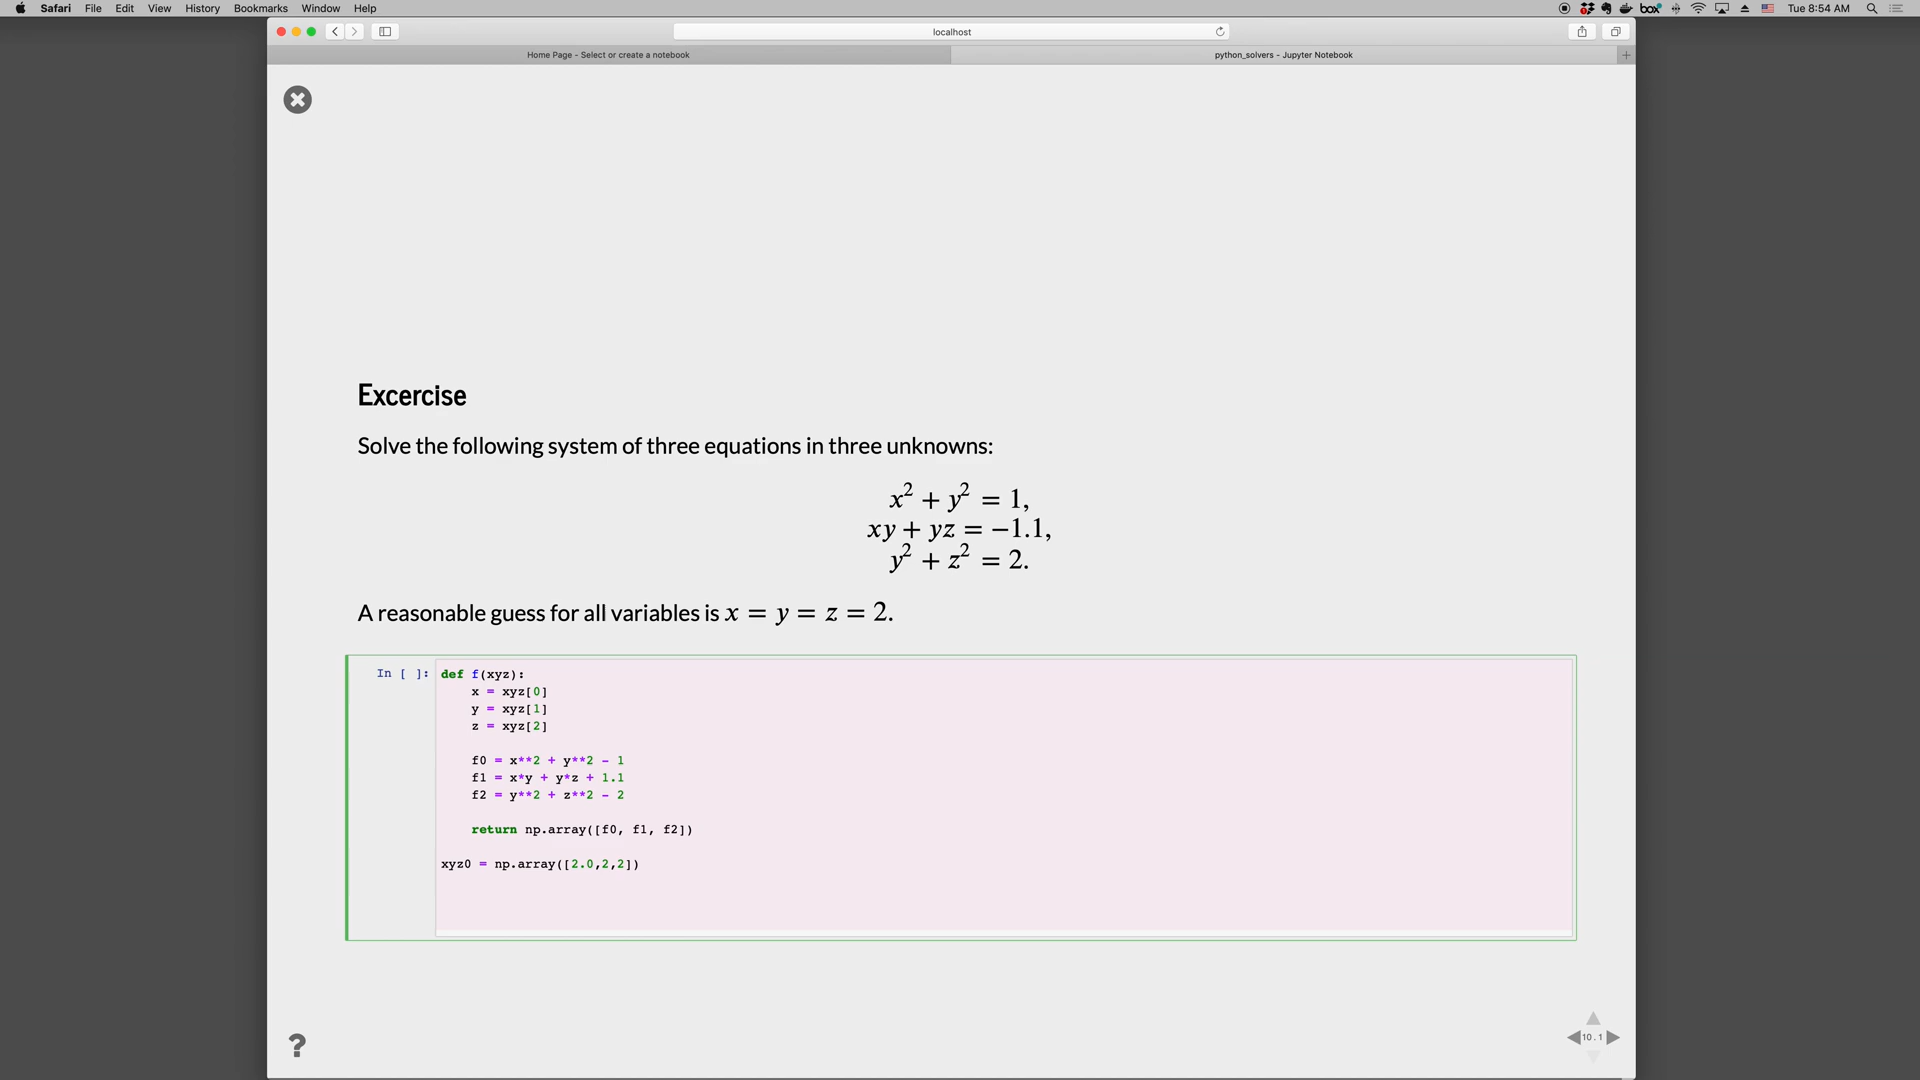 Safari File Edit View History Bookmarks Window Help box Tue 8:54 AM
localhost
Home Page - Select or create a notebook python_solvers - Jupyter Notebook
Excercise
Solve the following system of three equations in three unknowns:
x² + y² = 1,
xy + yz = −1.1,
y² + z² = 2.
A reasonable guess for all variables is x = y = z = 2.
In [ ]: def f(xyz):
x = xyz[0]
y = xyz[1]
z = xyz[2]
f0 = x**2 + y**2 - 1
f1 = x*y + y*z + 1.1
f2 = y**2 + z**2 - 2
return np.array([f0, f1, f2])
xyz0 = np.array([2.0,2,2])
?
10.1